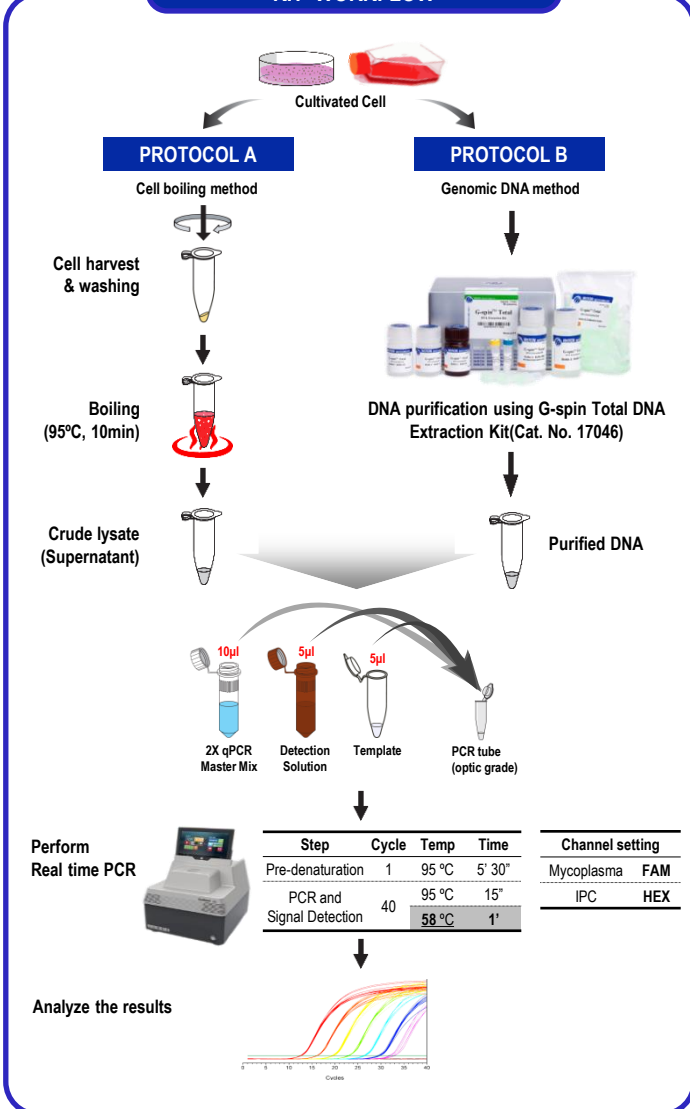 KIT WORKFLOW
Cultivated Cell
PROTOCOL A
PROTOCOL B
Cell boiling method
Genomic DNA method
Cell harvest
& washing
G-spin™ Total
Boiling
(95ºC, 10min)
DNA purification using G-spin Total DNA
Extraction Kit(Cat. No. 17046)
Crude lysate
(Supernatant)
Purified DNA
10µl
5µl
5µl
2X qPCR
Master Mix
Detection
Solution
Template
PCR tube
(optic grade)
Perform
Real time PCR
Step Cycle Temp Time
Pre-denaturation 1 95 ºC 5’ 30”
PCR and
Signal Detection
40
95 ºC 15”
58 ºC 1’
Channel setting
Mycoplasma FAM
IPC HEX
Analyze the results
0 5 10 15 20 25 30 35 40
Cycles